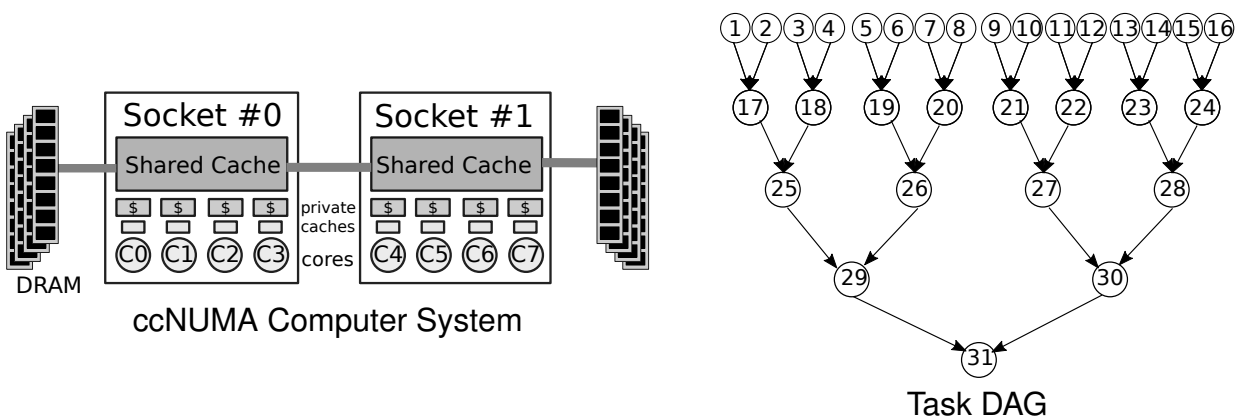 Socket #0 Socket #1
Shared Cache Shared Cache
$ $ $ $ private $ $ $ $
caches
C0 C1 C2 C3 cores C4 C5 C6 C7
DRAM
ccNUMA Computer System
1 2 3 4 5 6 7 8 9 10 11 12 13 14 15 16
17 18 19 20 21 22 23 24
25 26 27 28
29 30
31
Task DAG